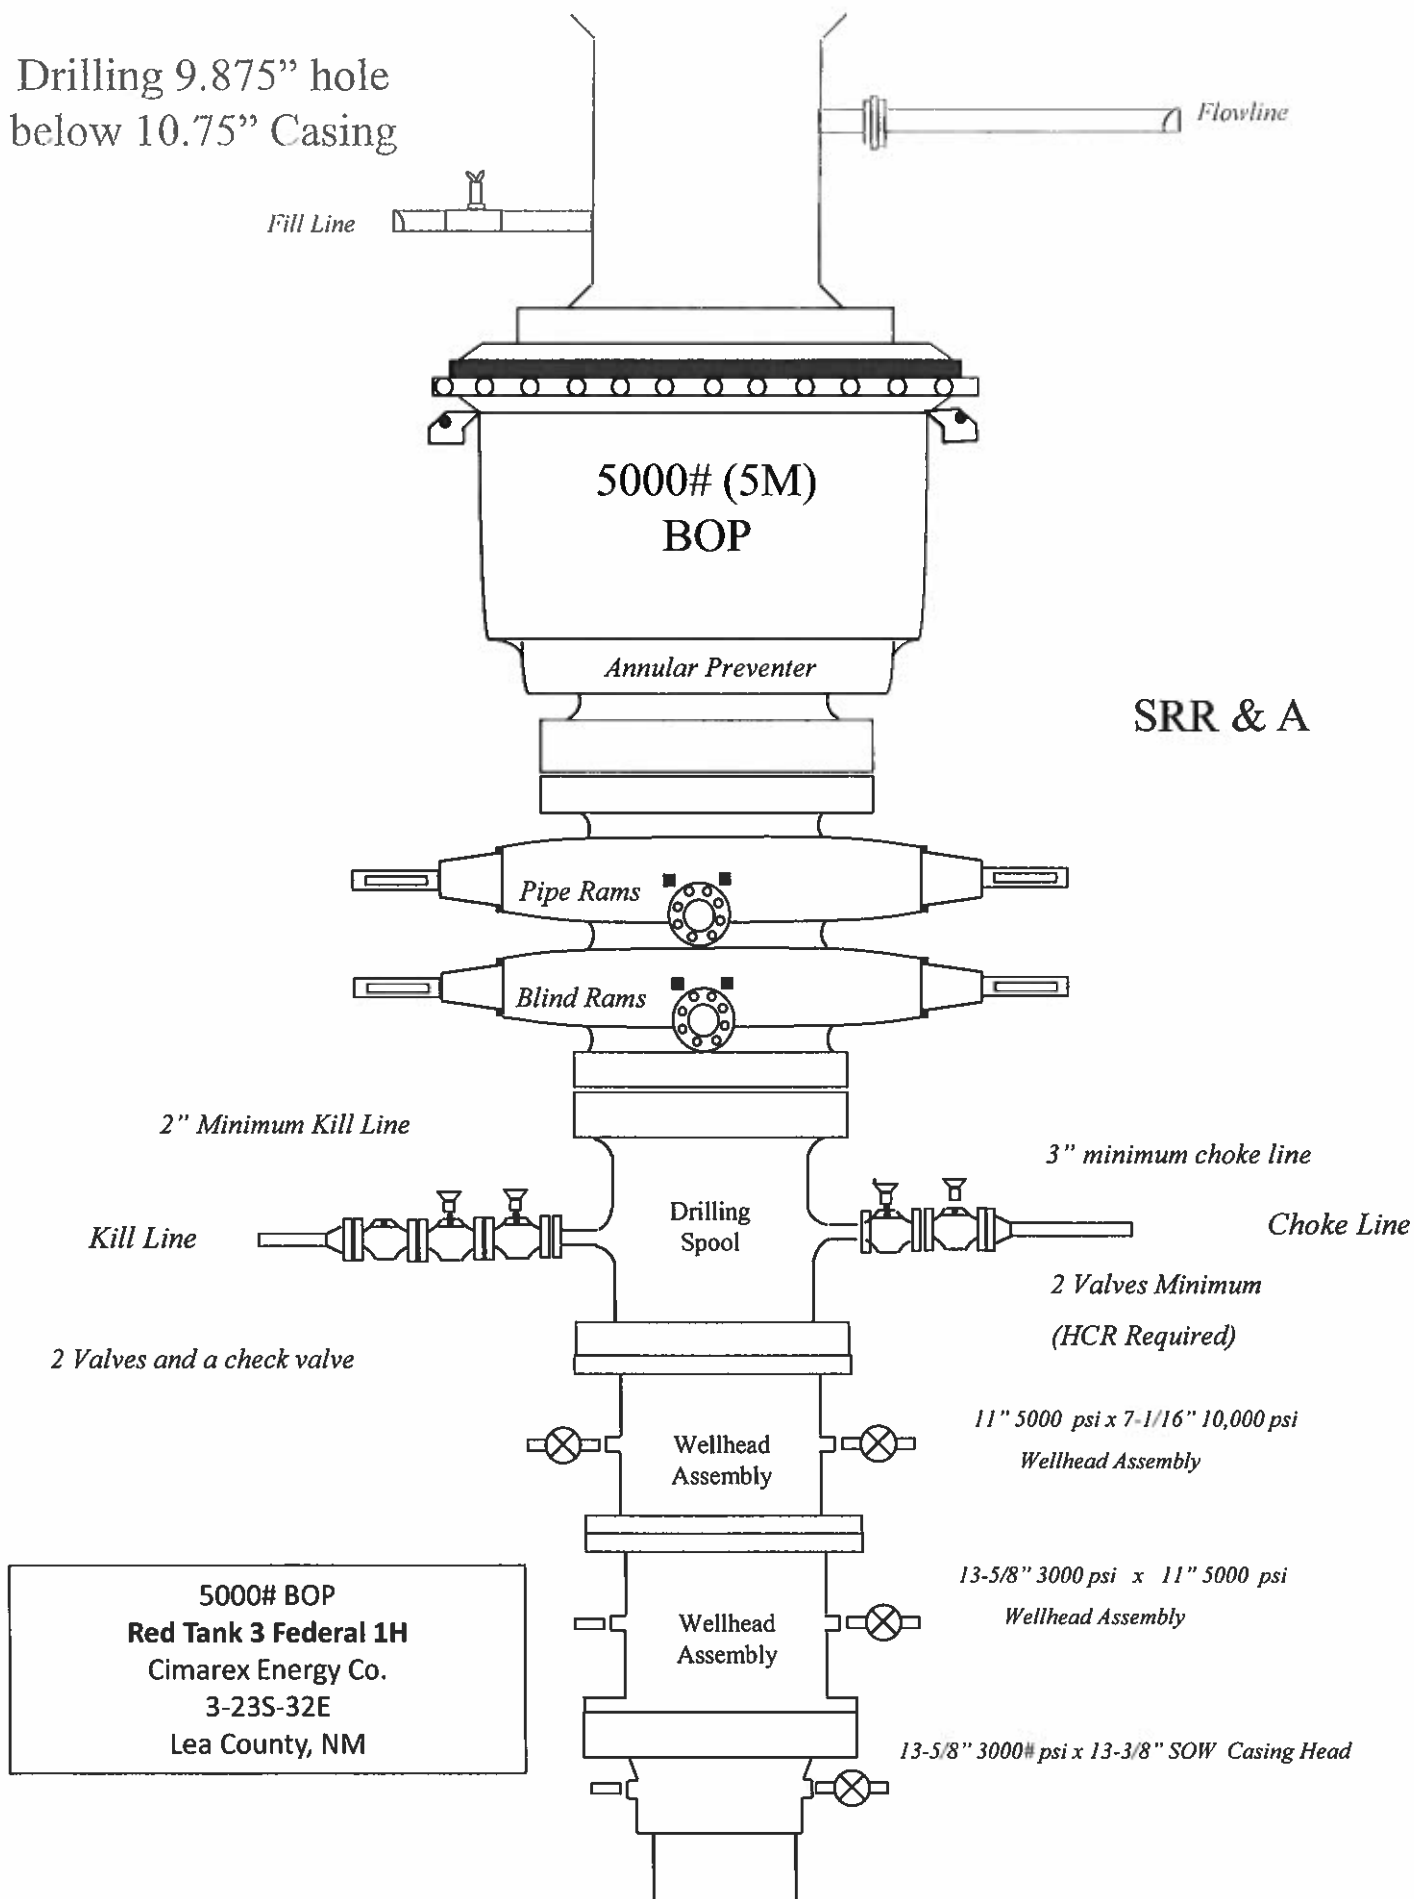 Drilling 9.875” hole
below 10.75” Casing
Flowline
Fill Line
5000# (5M)
BOP
Annular Preventer
SRR & A
Pipe Rams
Blind Rams
2” Minimum Kill Line
3” minimum choke line
Kill Line
Drilling
Spool
Choke Line
2 Valves Minimum
(HCR Required)
2 Valves and a check valve
11” 5000 psi x 7-1/16” 10,000 psi
Wellhead Assembly
Wellhead
Assembly
13-5/8” 3000 psi x 11” 5000 psi
Wellhead Assembly
Wellhead
Assembly
5000# BOP
Red Tank 3 Federal 1H
Cimarex Energy Co.
3-23S-32E
Lea County, NM
13-5/8” 3000# psi x 13-3/8” SOW Casing Head